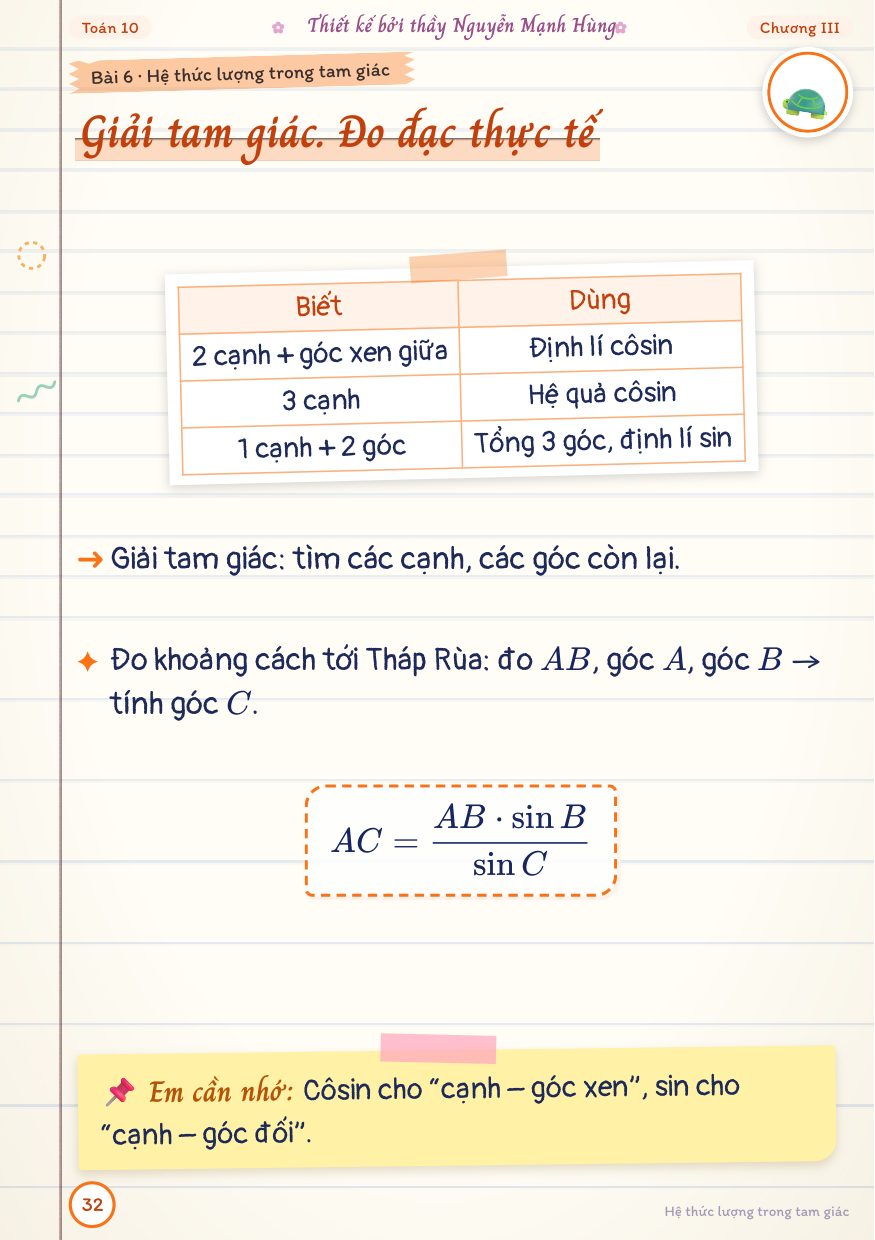 Toán 10
Thiết kế bởi thầy Nguyễn Mạnh Hùng
Chương III
Bài 6 · Hệ thức lượng trong tam giác
Giải tam giác. Đo đạc thực tế
Biết Dùng
2 cạnh + góc xen giữa Định lí côsin
3 cạnh Hệ quả côsin
1 cạnh + 2 góc Tổng 3 góc, định lí sin
→ Giải tam giác: tìm các cạnh, các góc còn lại.
✦ Đo khoảng cách tới Tháp Rùa: đo AB, góc A, góc B →
tính góc C.
AC = \frac{AB · sin B}{sin C}
Em cần nhớ: Côsin cho “cạnh – góc xen”, sin cho
“cạnh – góc đối”.
32
Hệ thức lượng trong tam giác